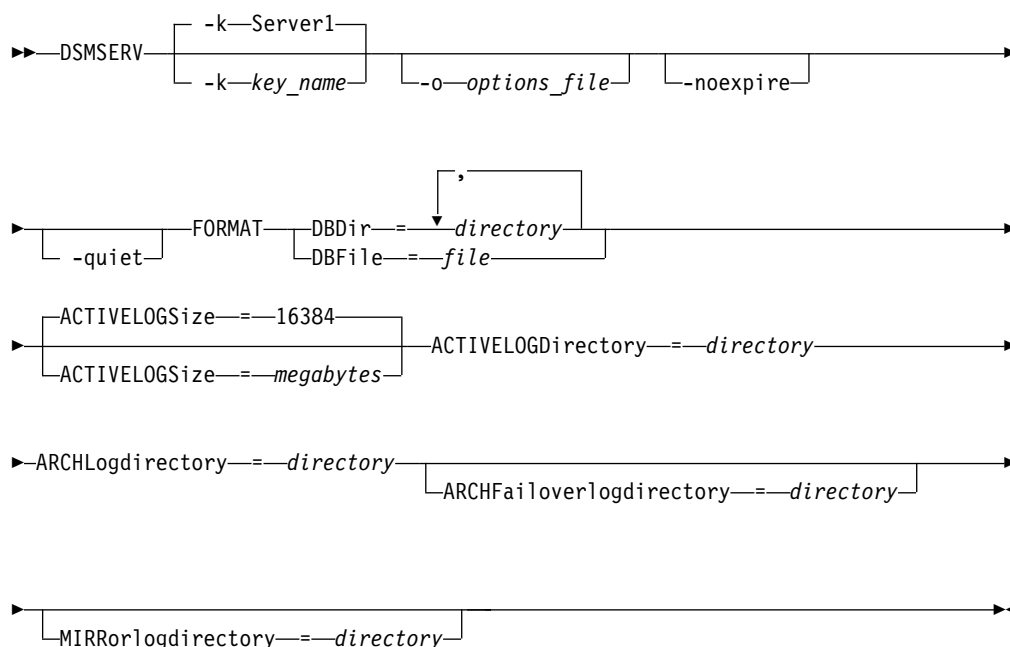 -k Server1
DSMSERV
-k key_name
-o options_file
-noexpire
,
-quiet
FORMAT
DBDir = directory
DBFile = file
ACTIVELOGSize = 16384
ACTIVELOGSize = megabytes
ACTIVELOGDirectory = directory
ARCHLogdirectory = directory
ARCHFailoverlogdirectory = directory
MIRRorlogdirectory = directory